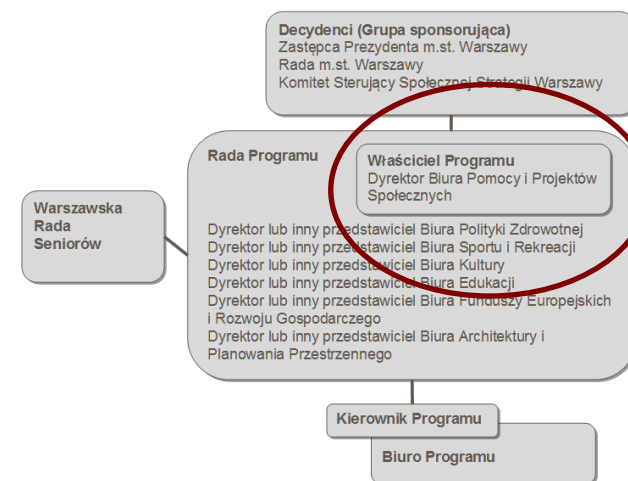 Decydenci (Grupa sponsorująca)
Zastępca Prezydenta m.st. Warszawy
Rada m.st. Warszawy
Komitet Sterujący Społecznej Strategii Warszawy
Rada Programu
Właściciel Programu
Dyrektor Biura Pomocy i Projektów
Społecznych
Warszawska
Rada
Seniorów
Dyrektor lub inny przedstawiciel Biura Polityki Zdrowotnej
Dyrektor lub inny przedstawiciel Biura Sportu i Rekreacji
Dyrektor lub inny przedstawiciel Biura Kultury
Dyrektor lub inny przedstawiciel Biura Edukacji
Dyrektor lub inny przedstawiciel Biura Funduszy Europejskich
i Rozwoju Gospodarczego
Dyrektor lub inny przedstawiciel Biura Architektury i
Planowania Przestrzennego
Kierownik Programu
Biuro Programu